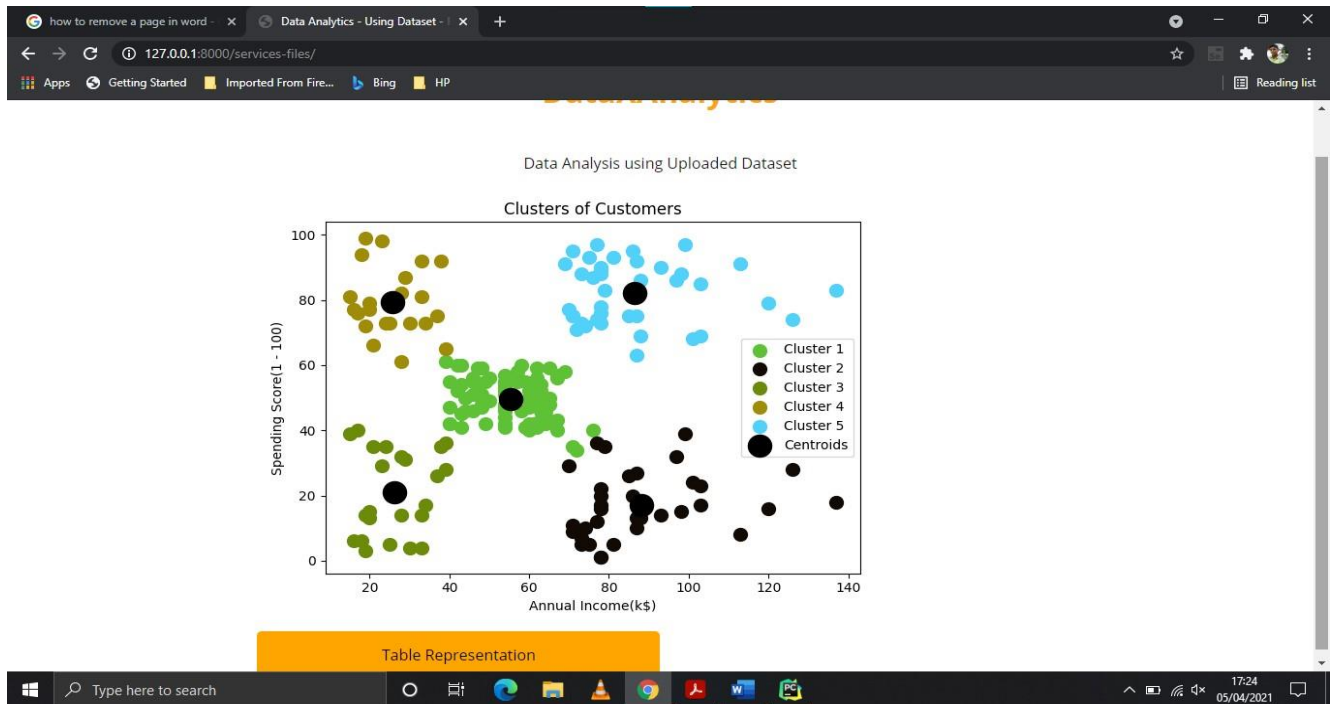 how to remove a page in word -
Data Analytics - Using Dataset -
127.0.0.1:8000/services-files/
Apps Getting Started Imported From Fire... Bing HP Reading list
Data Analysis using Uploaded Dataset
Clusters of Customers
100
80
60
40
20
0
Spending Score(1 - 100)
Cluster 1
Cluster 2
Cluster 3
Cluster 4
Cluster 5
Centroids
20 40 60 80 100 120 140
Annual Income(k$)
Table Representation
Type here to search
17:24
05/04/2021